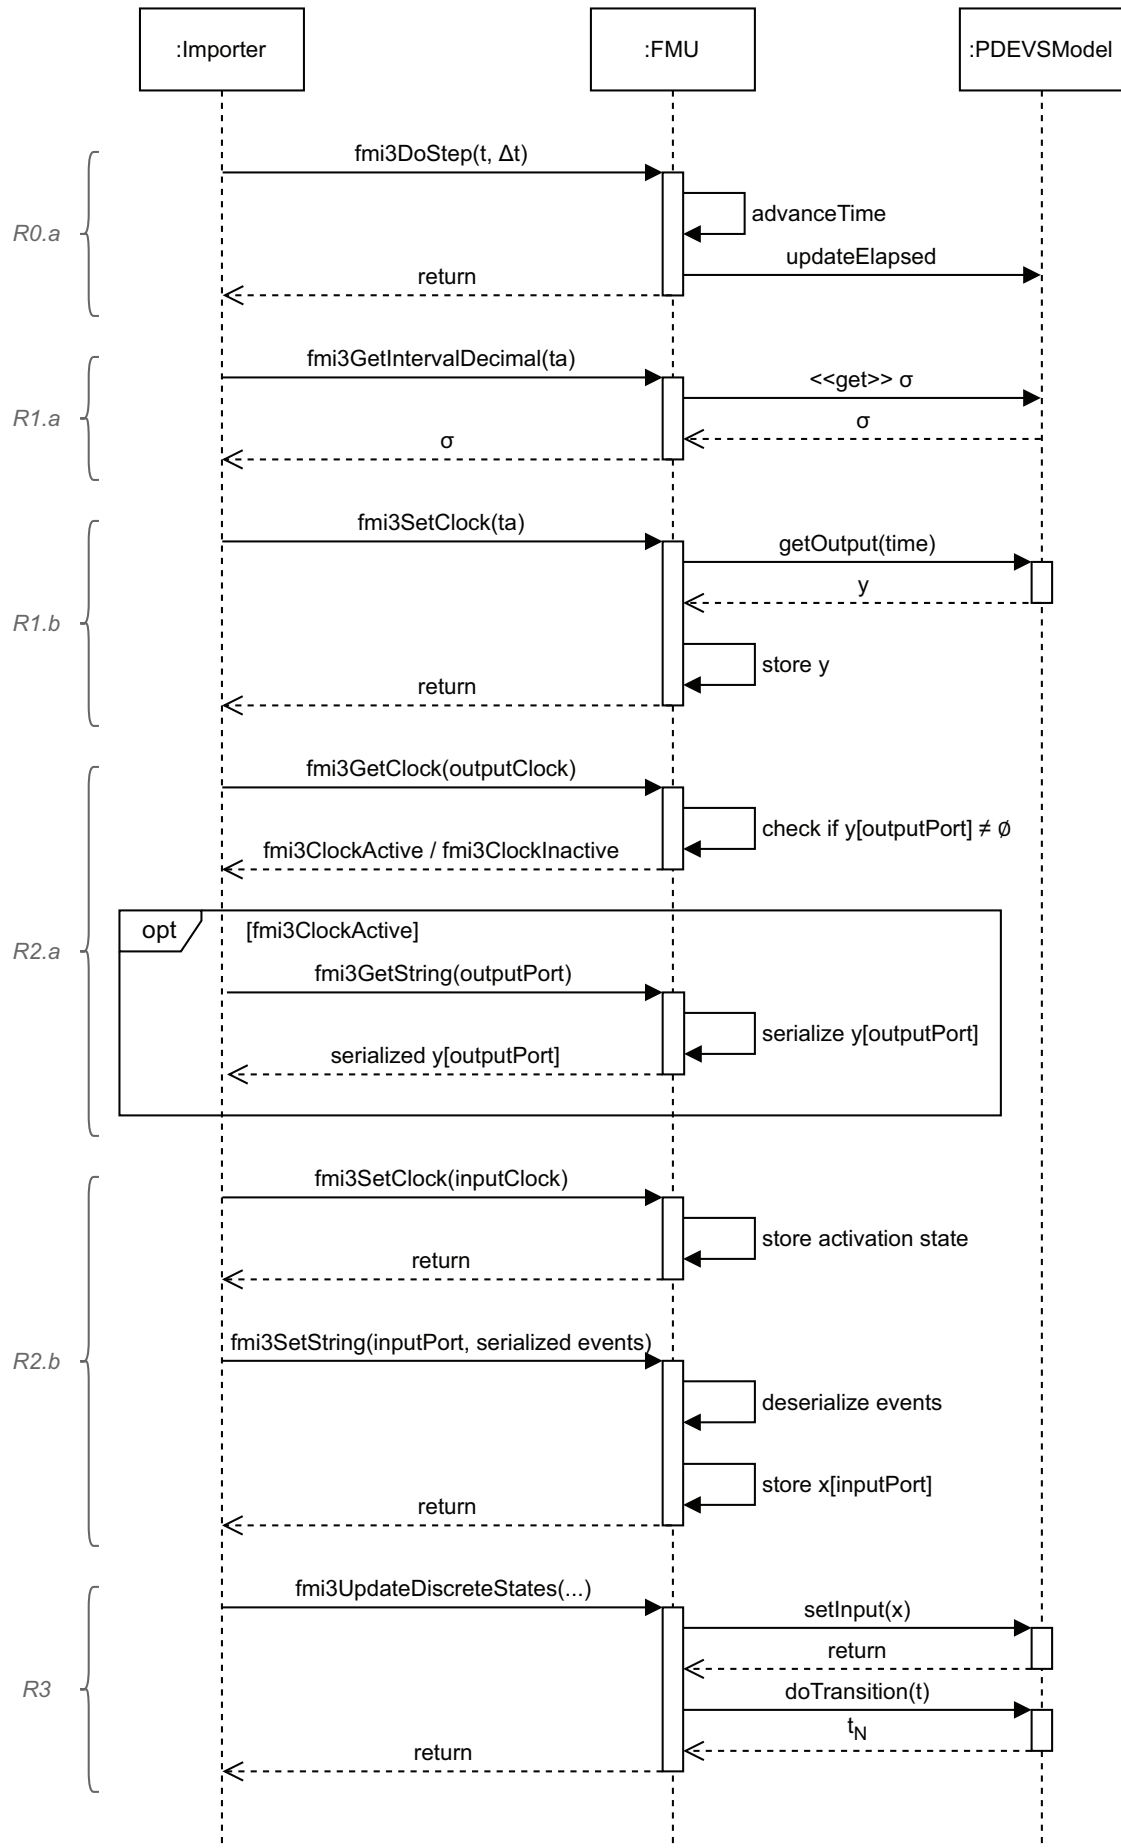 :Importer
:FMU
:PDEVSModel
R0.a
fmi3DoStep(t, Δt)
advanceTime
updateElapsed
return
R1.a
fmi3GetIntervalDecimal(ta)
<<get>> σ
σ
σ
R1.b
fmi3SetClock(ta)
getOutput(time)
y
store y
return
R2.a
fmi3GetClock(outputClock)
check if y[outputPort] ≠ ∅
fmi3ClockActive / fmi3ClockInactive
opt
[fmi3ClockActive]
fmi3GetString(outputPort)
serialize y[outputPort]
serialized y[outputPort]
R2.b
fmi3SetClock(inputClock)
store activation state
return
fmi3SetString(inputPort, serialized events)
deserialize events
store x[inputPort]
return
R3
fmi3UpdateDiscreteStates(...)
setInput(x)
return
doTransition(t)
t_N
return